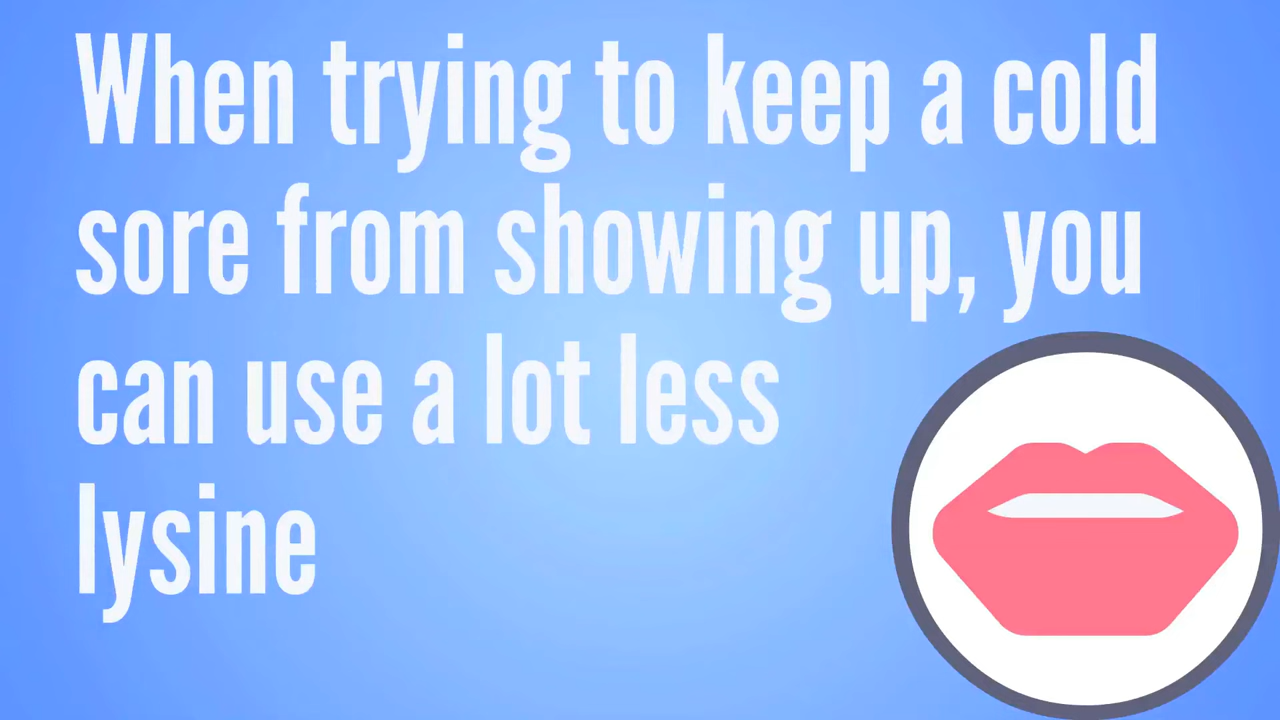 When trying to keep a cold
sore from showing up, you
can use a lot less
lysine